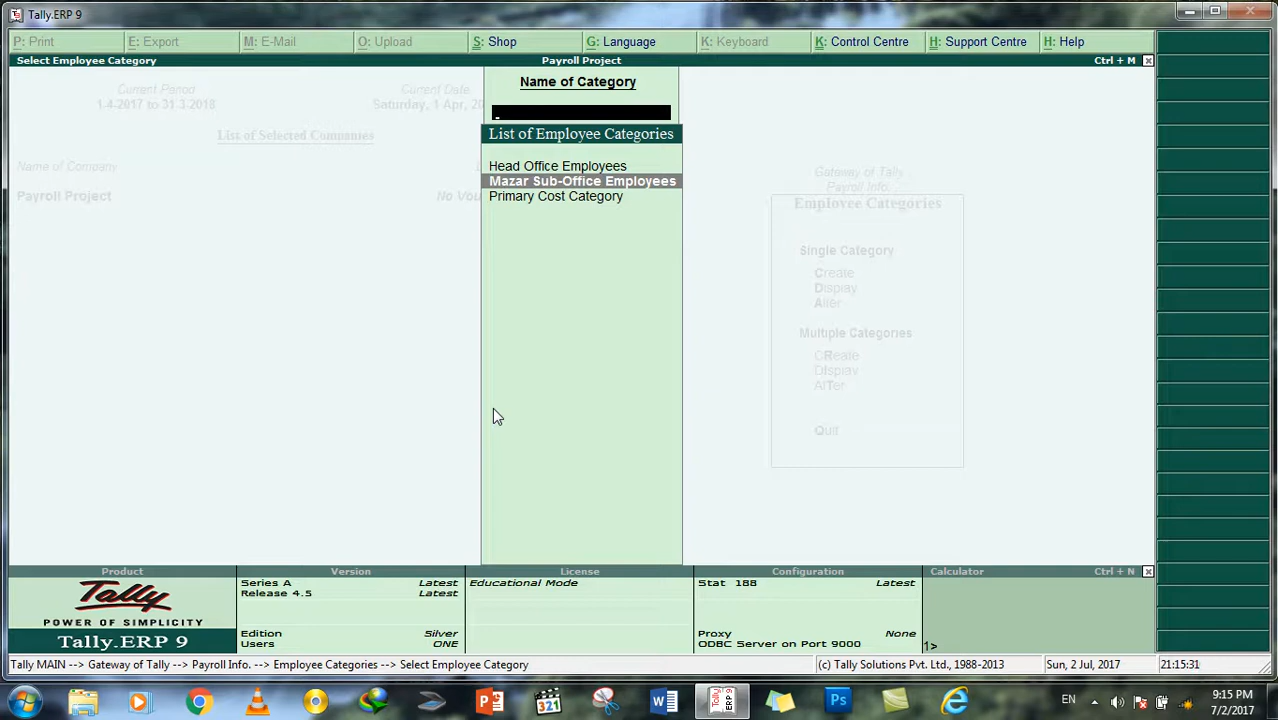 Tally.ERP 9
P: Print
E: Export
M: E-Mail
O: Upload
S: Shop
G: Language
K: Keyboard
K: Control Centre
H: Support Centre
H: Help
Select Employee Category
Payroll Project
Ctrl + M
Current Period
1-4-2017 to 31-3-2018
Current Date
Saturday, 1 Apr, 20
List of Selected Companies
Name of Company
Payroll Project
No Vou
Name of Category
List of Employee Categories
Head Office Employees
Mazar Sub-Office Employees
Primary Cost Category
Gateway of Tally ...
Payroll Info. ...
Employee Categories
Single Category
Create
Display
Alter
Multiple Categories
CReate
DIsplay
AlTer
Quit
Product
Tally
POWER OF SIMPLICITY
Tally.ERP 9
Version
Series A Latest
Release 4.5 Latest
Edition Silver
Users ONE
License
Educational Mode
Configuration
Stat 188 Latest
Proxy None
ODBC Server on Port 9000
Calculator
Ctrl + N
1>
Tally MAIN --> Gateway of Tally --> Payroll Info. --> Employee Categories --> Select Employee Category
(c) Tally Solutions Pvt. Ltd., 1988-2013
Sun, 2 Jul, 2017
21:15:31
EN
9:15 PM
7/2/2017